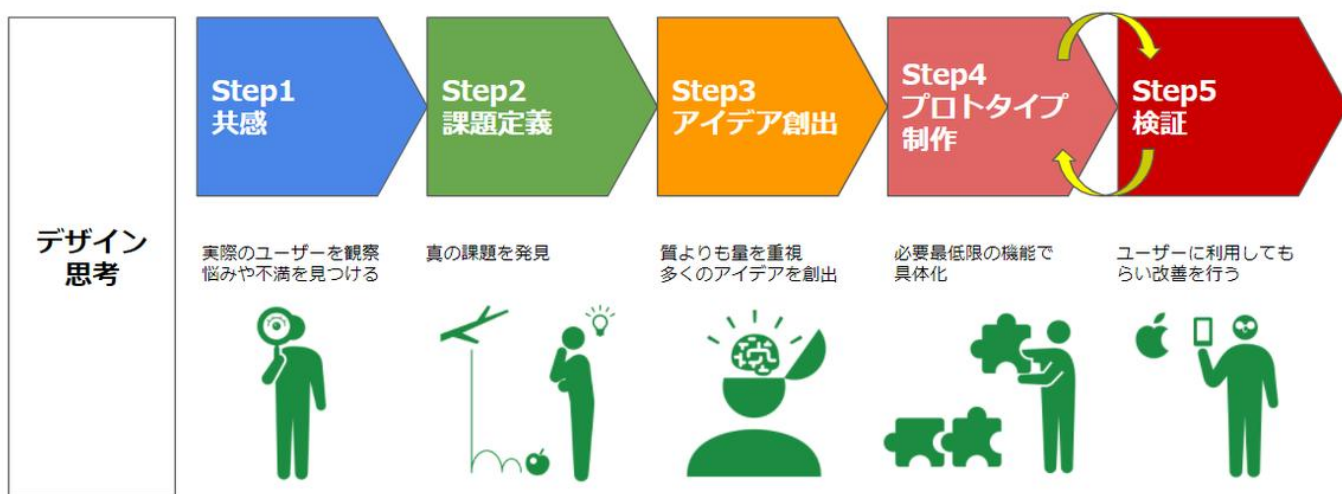 Step1
共感
Step2
課題定義
Step3
アイデア創出
Step4
プロトタイプ
制作
Step5
検証
デザイン
思考
実際のユーザーを観察
悩みや不満を見つける
真の課題を発見
質よりも量を重視
多くのアイデアを創出
必要最低限の機能で
具体化
ユーザーに利用しても
らい改善を行う